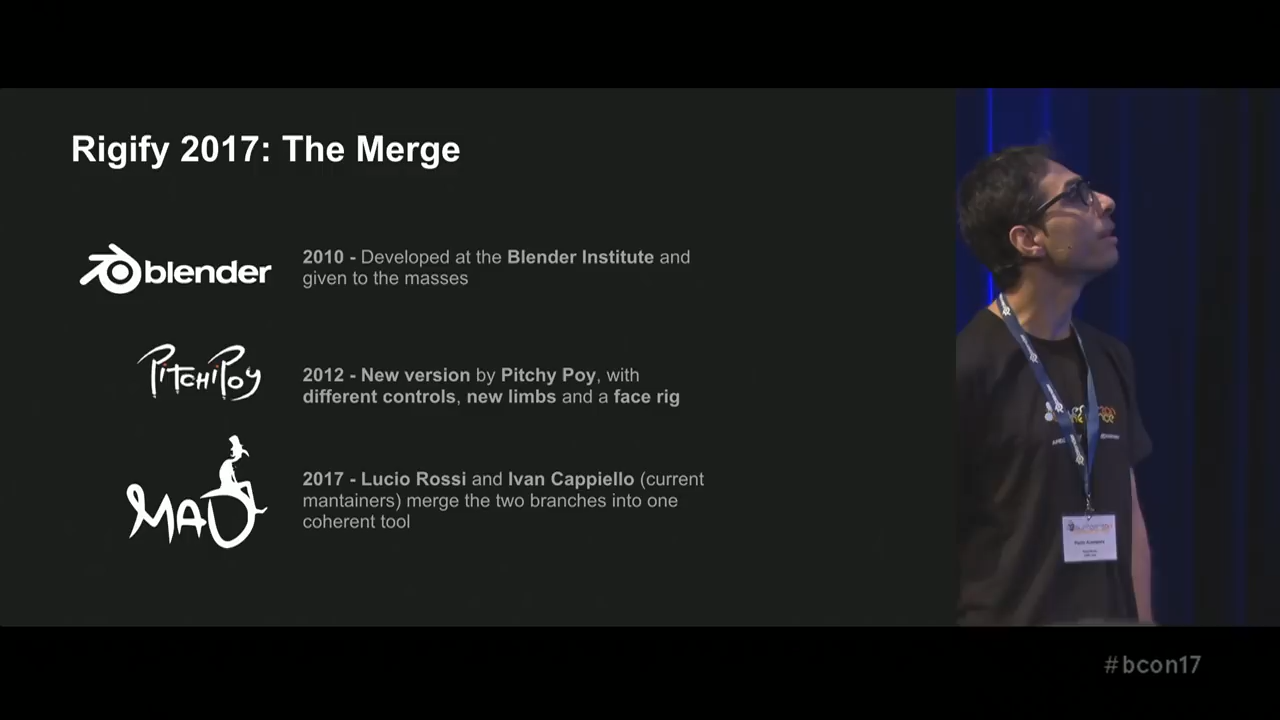 Rigify 2017: The Merge
blender
2010 - Developed at the Blender Institute and
given to the masses
PitchiPoy
2012 - New version by Pitchy Poy, with
different controls, new limbs and a face rig
MAD
2017 - Lucio Rossi and Ivan Cappiello (current
mantainers) merge the two branches into one
coherent tool
#bcon17